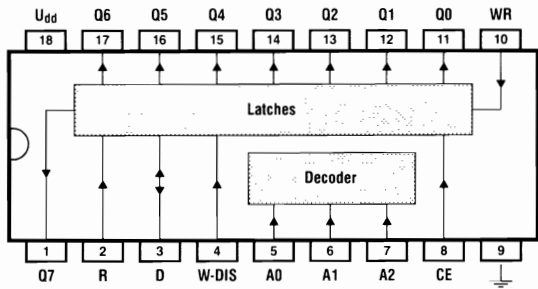 Udd Q6 Q5 Q4 Q3 Q2 Q1 Q0 WR
18 17 16 15 14 13 12 11 10
Latches
Decoder
1 2 3 4 5 6 7 8 9
Q7 R D W-DIS A0 A1 A2 CE